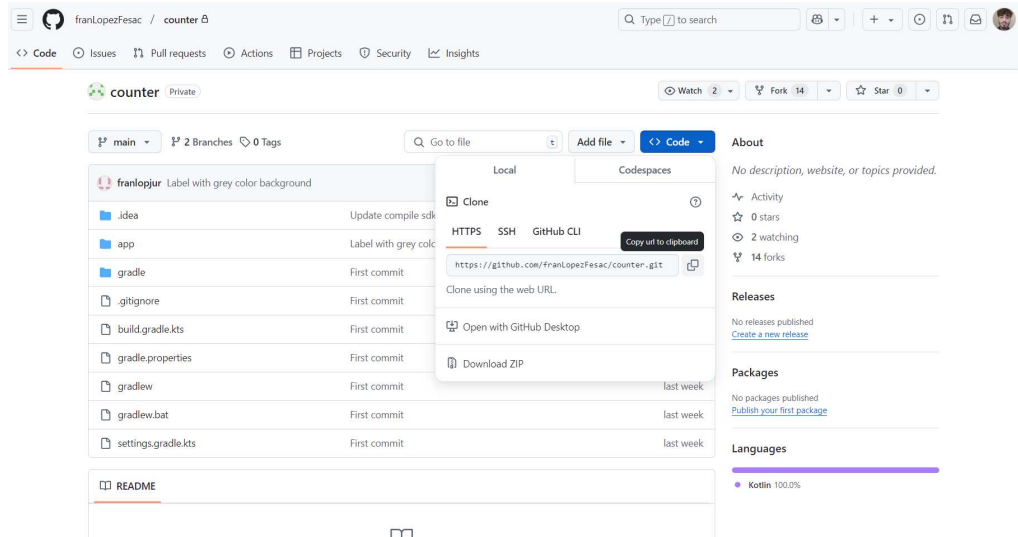 franLopezFesac / counter
Type / to search
Code Issues Pull requests Actions Projects Security Insights
counter Private
Watch 2 Fork 14 Star 0
main 2 Branches 0 Tags Go to file t Add file Code
franlopjur Label with grey color background
.idea Update compile sdk
app Label with grey colo
gradle First commit
.gitignore First commit
build.gradle.kts First commit
gradle.properties First commit
gradlew First commit last week
gradlew.bat First commit last week
settings.gradle.kts First commit last week
README
Local Codespaces
Clone
HTTPS SSH GitHub CLI
Copy url to clipboard
https://github.com/franLopezFesac/counter.git
Clone using the web URL.
Open with GitHub Desktop
Download ZIP
About
No description, website, or topics provided.
Activity
0 stars
2 watching
14 forks
Releases
No releases published
Create a new release
Packages
No packages published
Publish your first package
Languages
Kotlin 100.0%